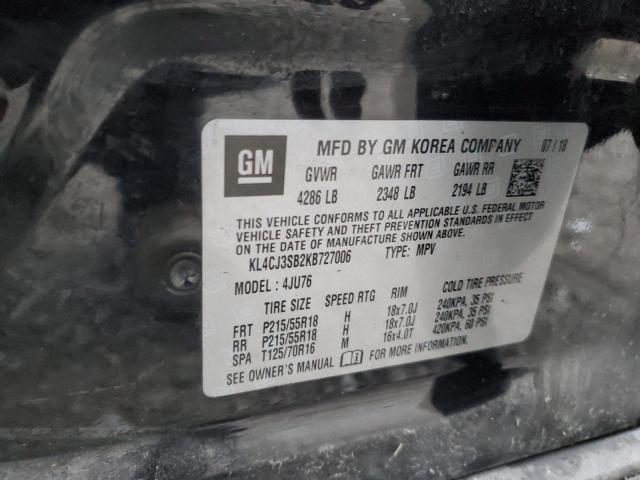 GM MFD BY GM KOREA COMPANY 07/18
GVWR GAWR FRT GAWR RR
4286 LB 2348 LB 2194 LB
THIS VEHICLE CONFORMS TO ALL APPLICABLE U.S. FEDERAL MOTOR
VEHICLE SAFETY AND THEFT PREVENTION STANDARDS IN EFFECT
ON THE DATE OF MANUFACTURE SHOWN ABOVE.
KL4CJ3SB2KB727006 TYPE: MPV
MODEL : 4JU76
TIRE SIZE SPEED RTG RIM COLD TIRE PRESSURE
FRT P215/55R18 H 18x7.0J 240KPA, 35 PSI
RR P215/55R18 H 18x7.0J 240KPA, 35 PSI
SPA T125/70R16 M 16x4.0T 420KPA, 60 PSI
SEE OWNER'S MANUAL FOR MORE INFORMATION.